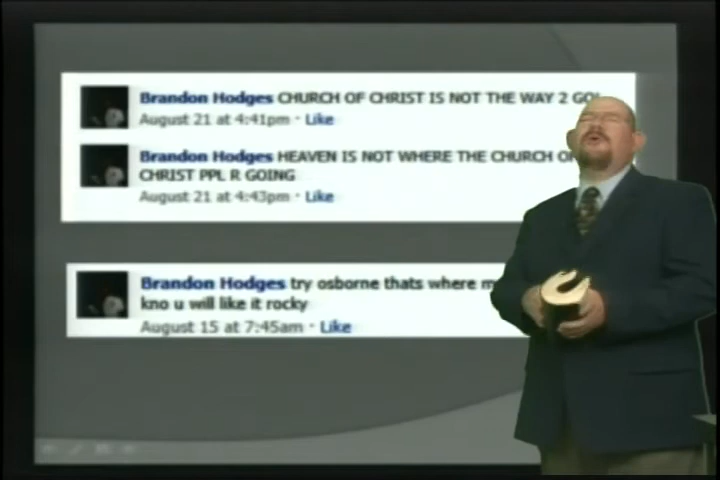 Brandon Hodges CHURCH OF CHRIST IS NOT THE WAY 2 GO
August 21 at 4:41pm · Like
Brandon Hodges HEAVEN IS NOT WHERE THE CHURCH OF
CHRIST PPL R GOING
August 21 at 4:43pm · Like
Brandon Hodges try osborne thats where
kno u will like it rocky
August 15 at 7:45am · Like